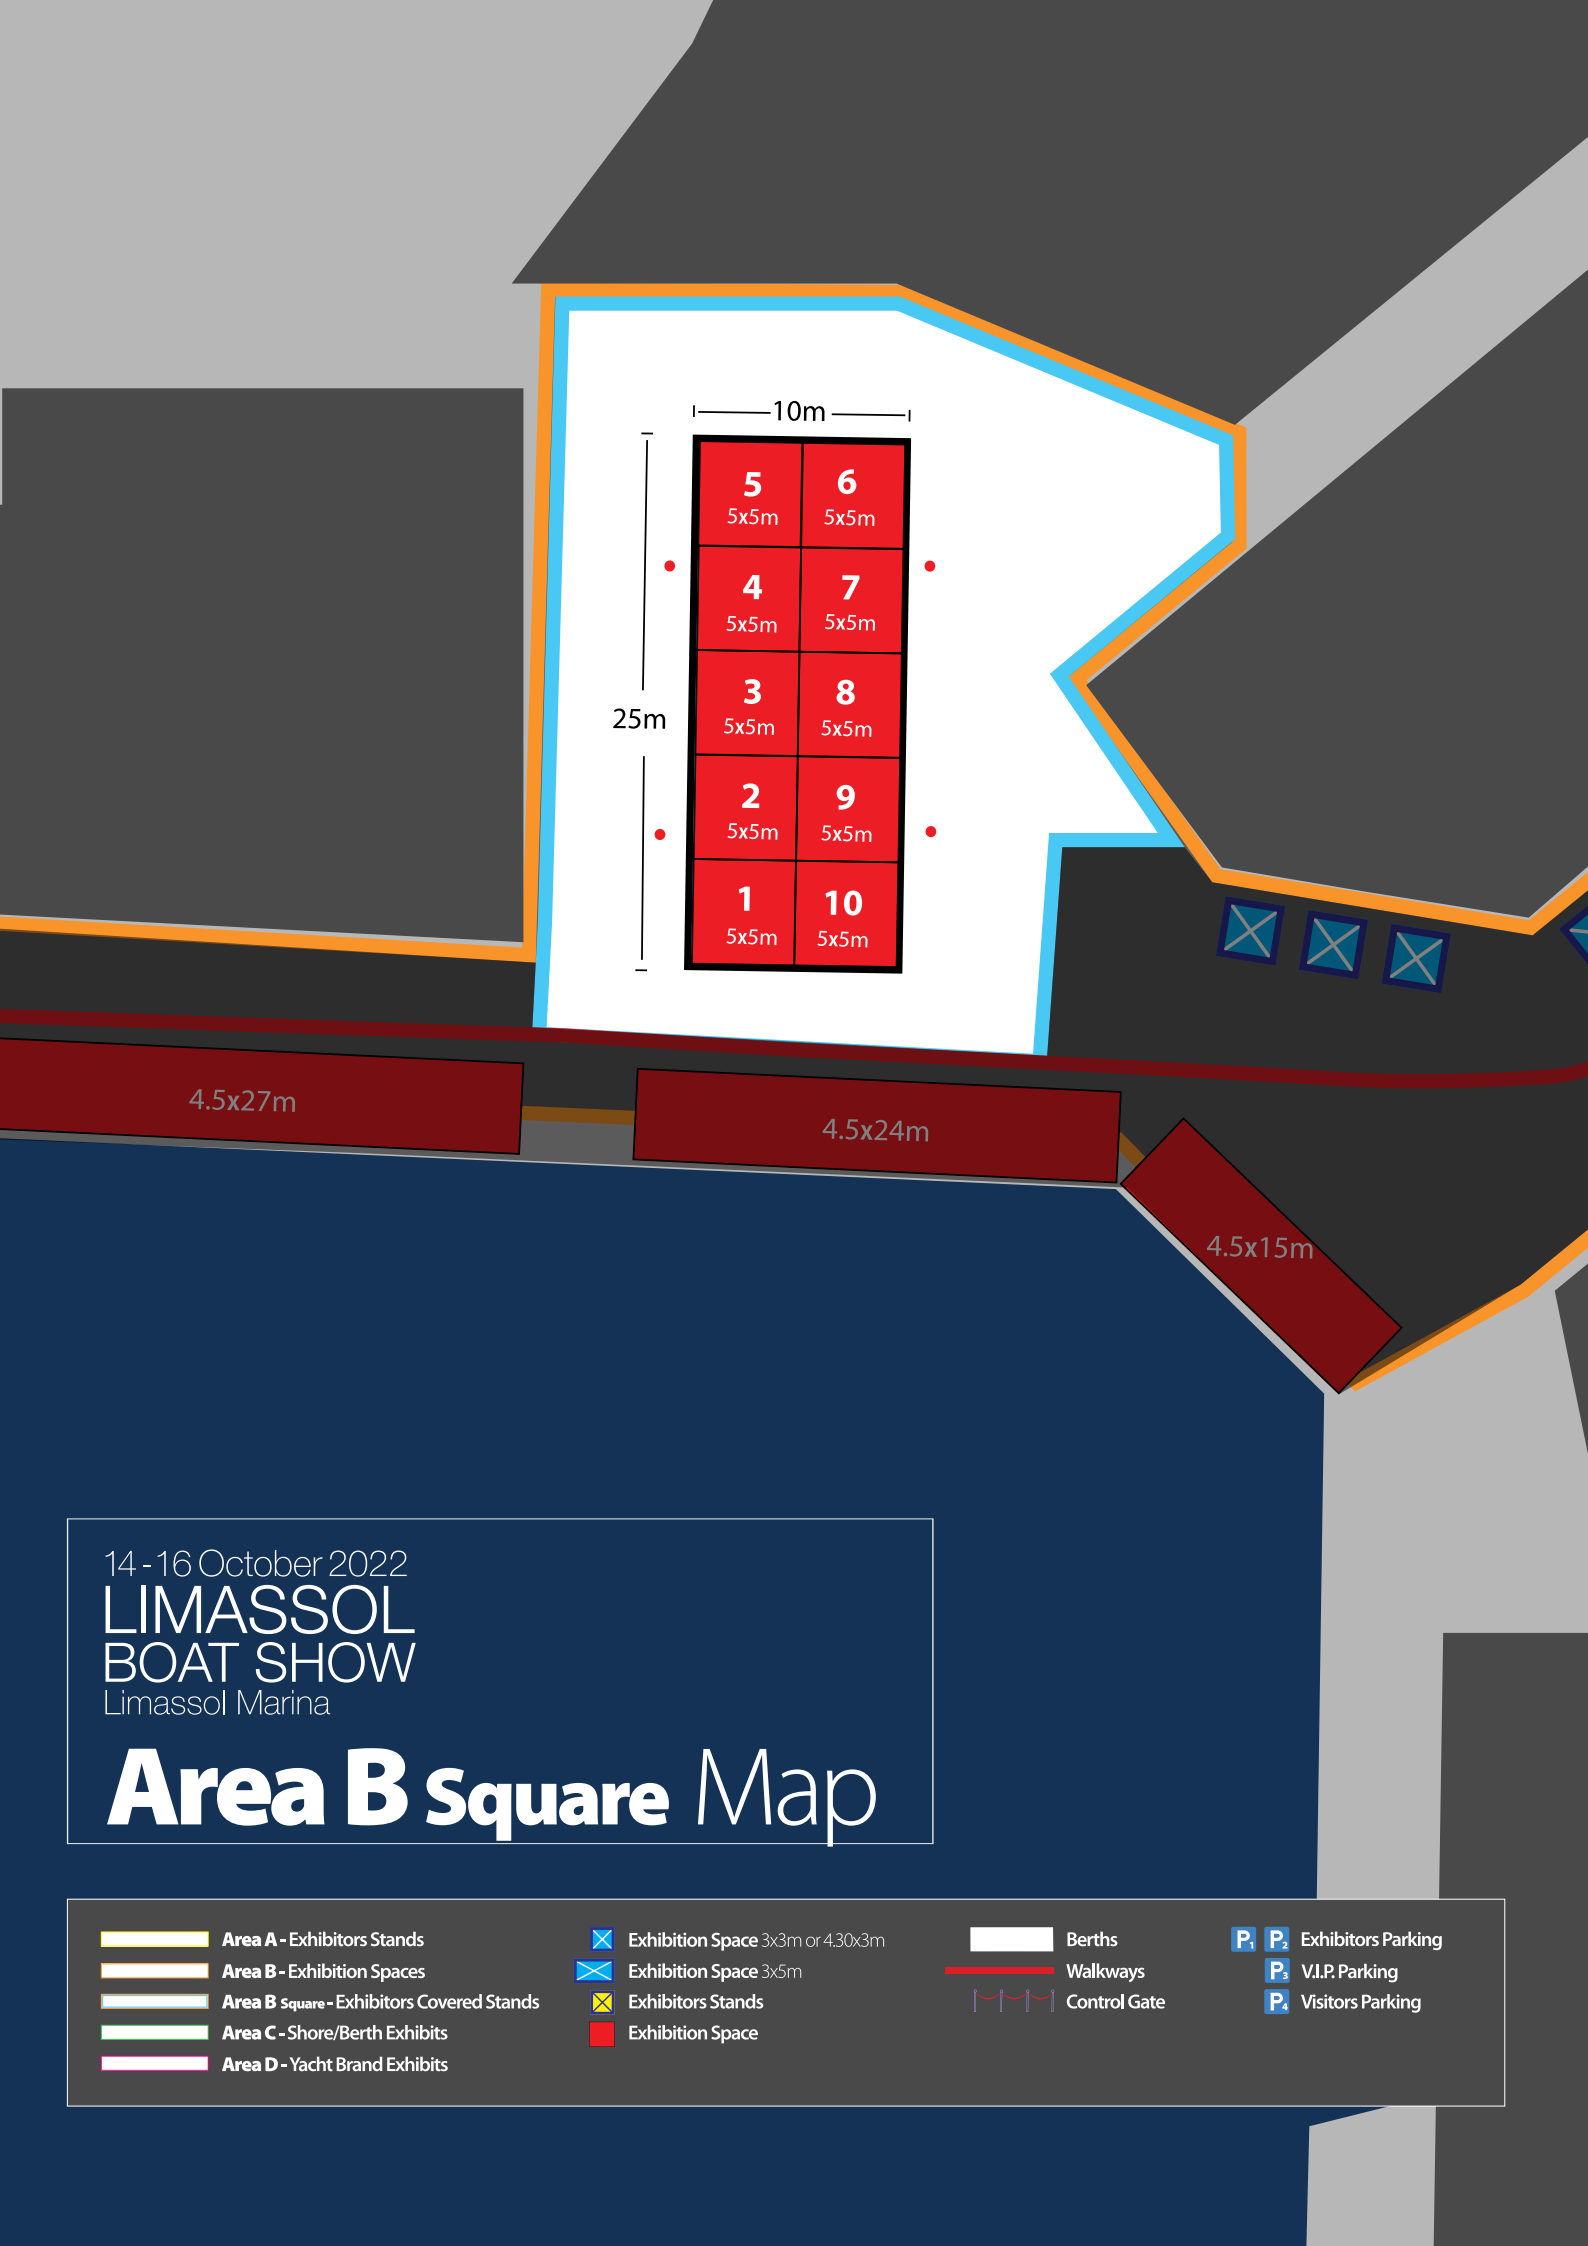 10m
5 6
5x5m 5x5m
4 7
5x5m 5x5m
25m
3 8
5x5m 5x5m
2 9
5x5m 5x5m
1 10
5x5m 5x5m
4.5x27m
4.5x24m
4.5x15m
14-16 October 2022
LIMASSOL
BOAT SHOW
Limassol Marina
Area B Square Map
Area A - Exhibitors Stands
Area B - Exhibition Spaces
Area B Square - Exhibitors Covered Stands
Area C - Shore/Berth Exhibits
Area D - Yacht Brand Exhibits
Exhibition Space 3x3m or 4.30x3m
Exhibition Space 3x5m
Exhibitors Stands
Exhibition Space
Berths
Walkways
Control Gate
P1 P2 Exhibitors Parking
P3 V.I.P. Parking
P4 Visitors Parking